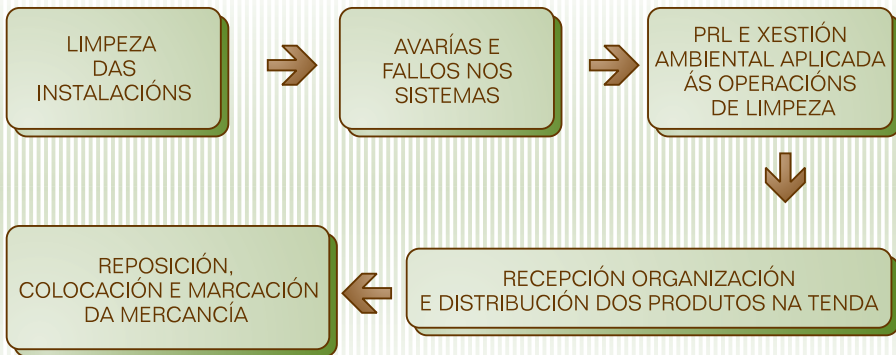 LIMPEZA
DAS
INSTALACIÓNS
AVARÍAS E
FALLOS NOS
SISTEMAS
PRL E XESTIÓN
AMBIENTAL APLICADA
ÁS OPERACIÓNS
DE LIMPEZA
RECEPCIÓN ORGANIZACIÓN
E DISTRIBUCIÓN DOS PRODUTOS NA TENDA
REPOSICIÓN,
COLOCACIÓN E MARCACIÓN
DA MERCANCÍA